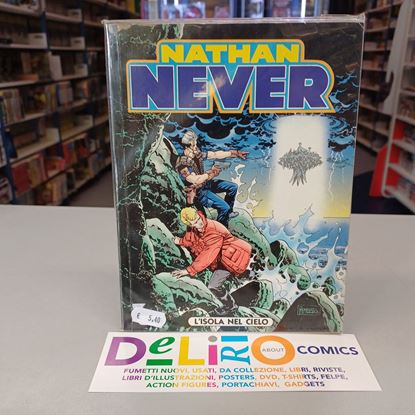 NATHAN
NEVER
L'ISOLA NEL CIELO
€ 5,40
DeLiRiO
ABOUT
COMICS
FUMETTI NUOVI, USATI, DA COLLEZIONE, LIBRI, RIVISTE,
LIBRI D'ILLUSTRAZIONI, POSTERS, DVD, T-SHIRTS, FELPE,
ACTION FIGURES, PORTACHIAVI, GADGETS